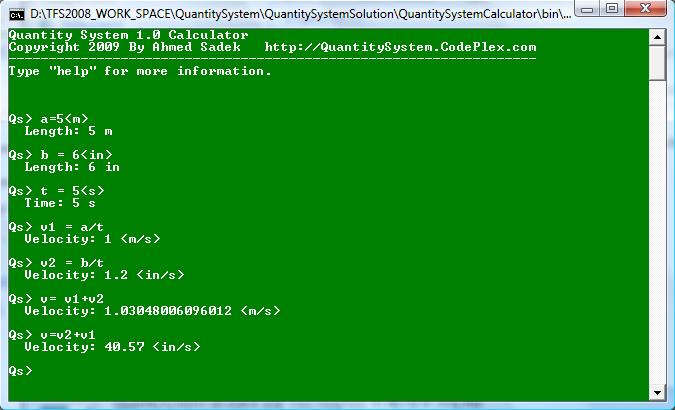 D:\TFS2008_WORK_SPACE\QuantitySystem\QuantitySystemSolution\QuantitySystemCalculator\bin\...
Quantity System 1.0 Calculator
Copyright 2009 By Ahmed Sadek   http://QuantitySystem.CodePlex.com
------------------------------------------------------------------
Type "help" for more information.
Qs> a=5<m>
Length: 5 m
Qs> b = 6<in>
Length: 6 in
Qs> t = 5<s>
Time: 5 s
Qs> v1 = a/t
Velocity: 1 <m/s>
Qs> v2 = b/t
Velocity: 1.2 <in/s>
Qs> v= v1+v2
Velocity: 1.03048006096012 <m/s>
Qs> v=v2+v1
Velocity: 40.57 <in/s>
Qs>